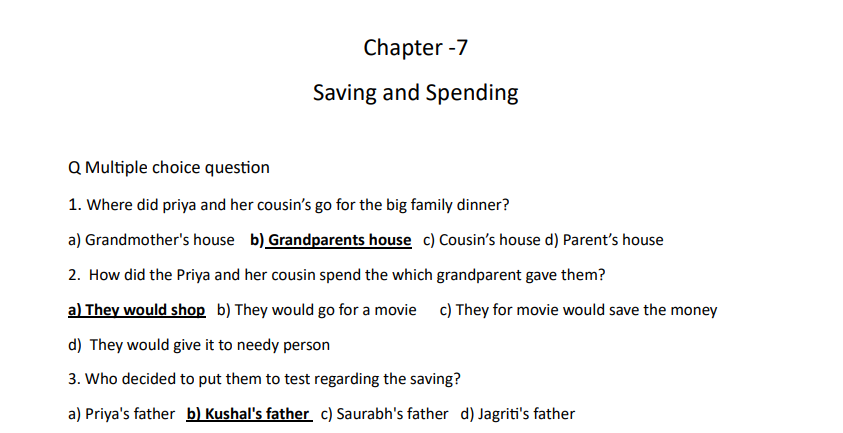 Chapter -7
Saving and Spending
Q Multiple choice question
1. Where did priya and her cousin’s go for the big family dinner?
a) Grandmother's house b) Grandparents house c) Cousin’s house d) Parent’s house
2. How did the Priya and her cousin spend the which grandparent gave them?
a) They would shop b) They would go for a movie c) They for movie would save the money
d) They would give it to needy person
3. Who decided to put them to test regarding the saving?
a) Priya's father b) Kushal's father c) Saurabh's father d) Jagriti's father